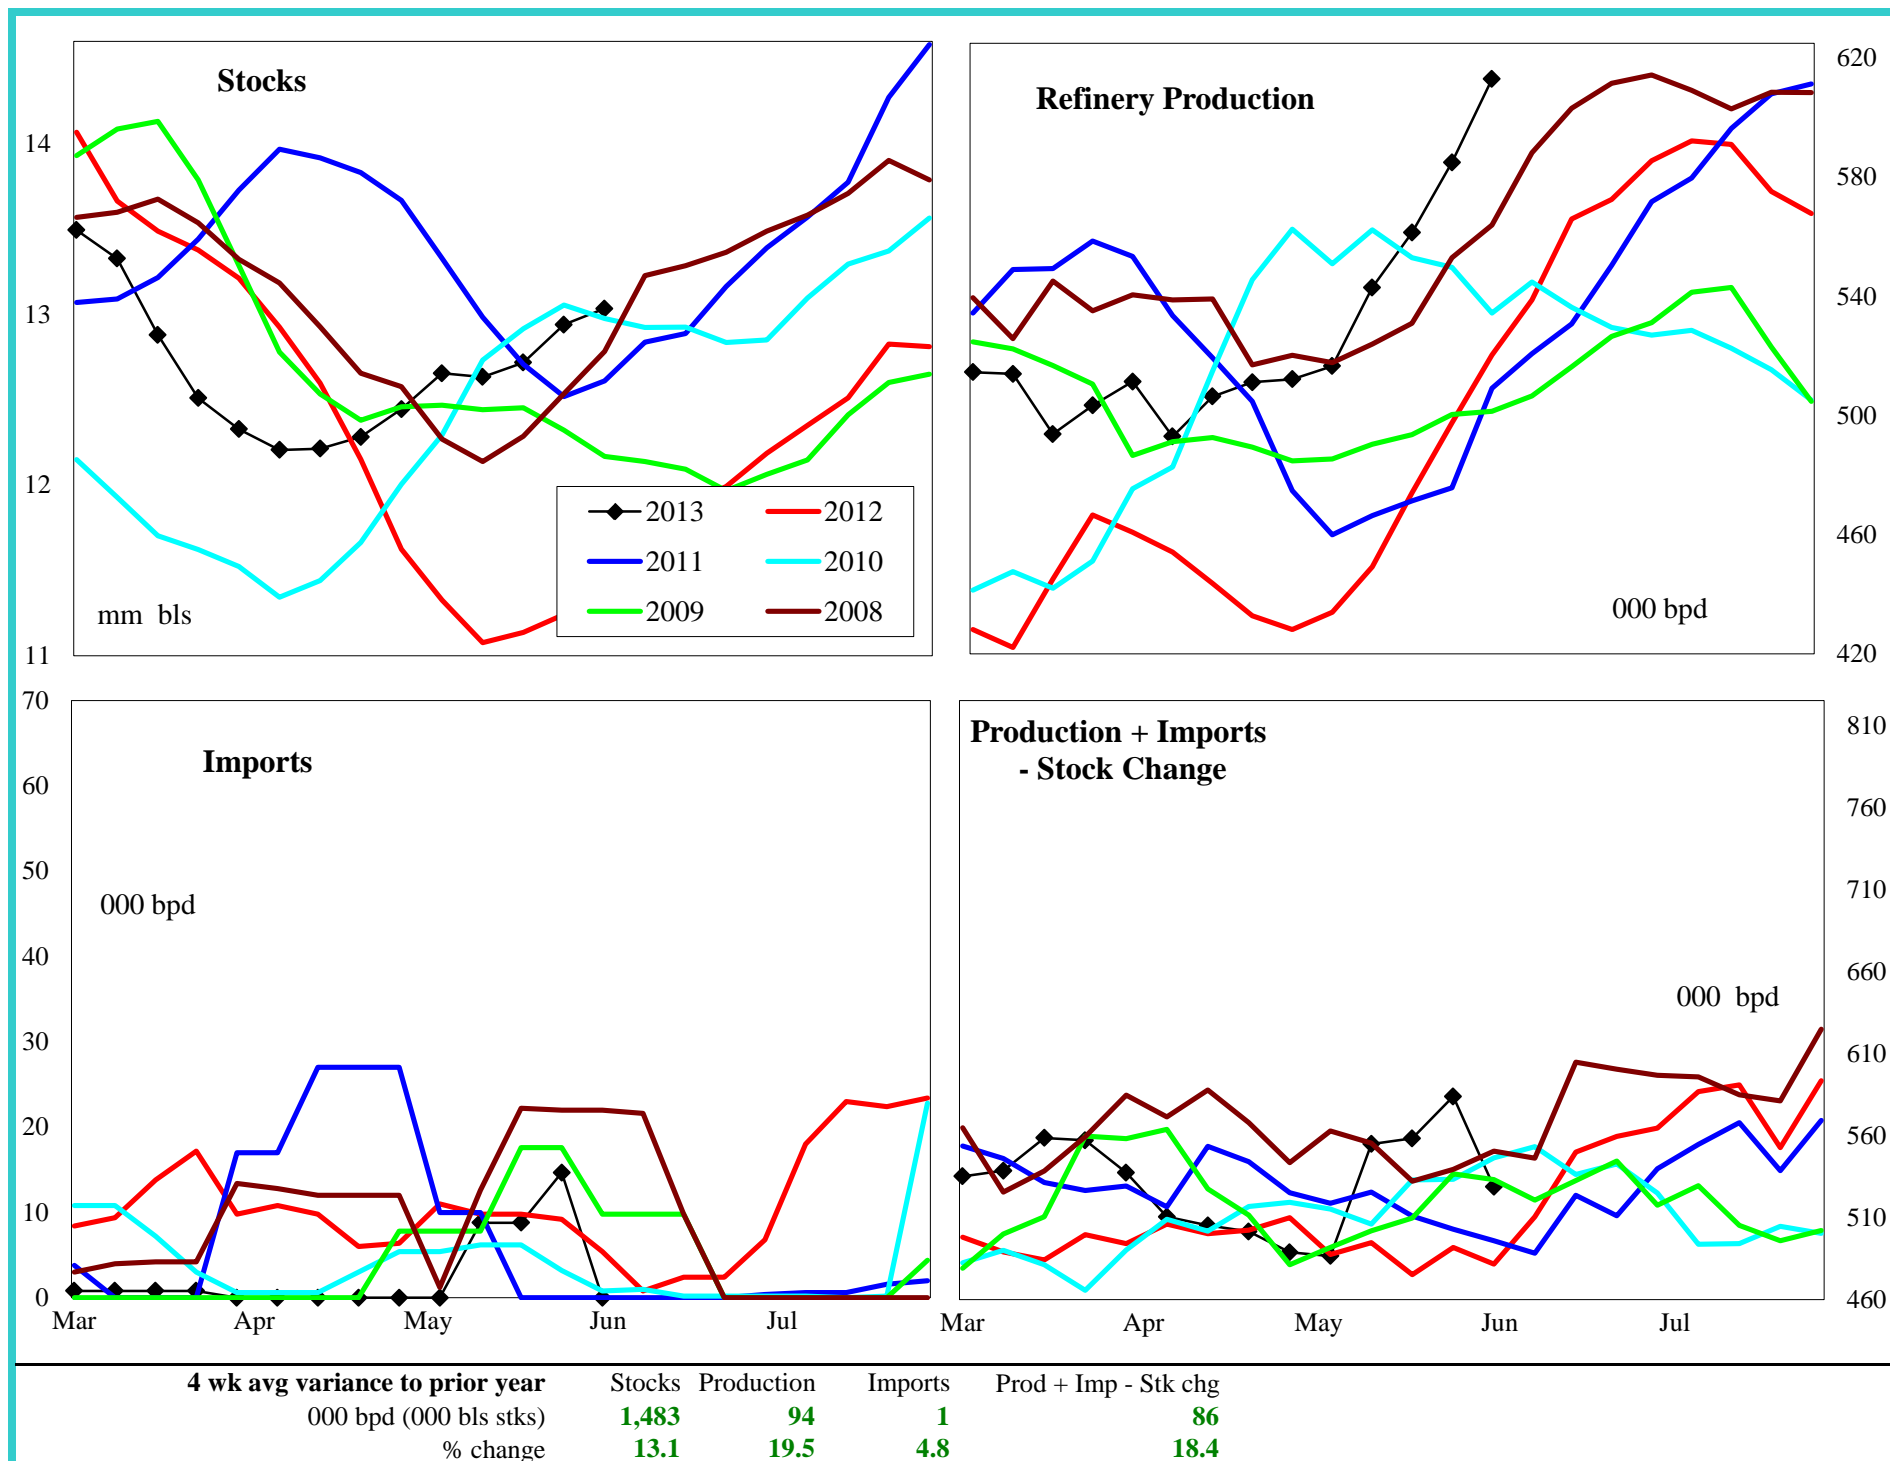 Stocks
14
13
12
11
mm bls
2013 2012
2011 2010
2009 2008
Refinery Production
620
580
540
500
460
420
000 bpd
Imports
70
60
50
40
30
20
10
0
000 bpd
Mar Apr May Jun Jul
Production + Imports
- Stock Change
810
760
710
660
610
560
510
460
000 bpd
Mar Apr May Jun Jul
4 wk avg variance to prior year Stocks Production Imports Prod + Imp - Stk chg
000 bpd (000 bls stks) 1,483 94 1 86
% change 13.1 19.5 4.8 18.4